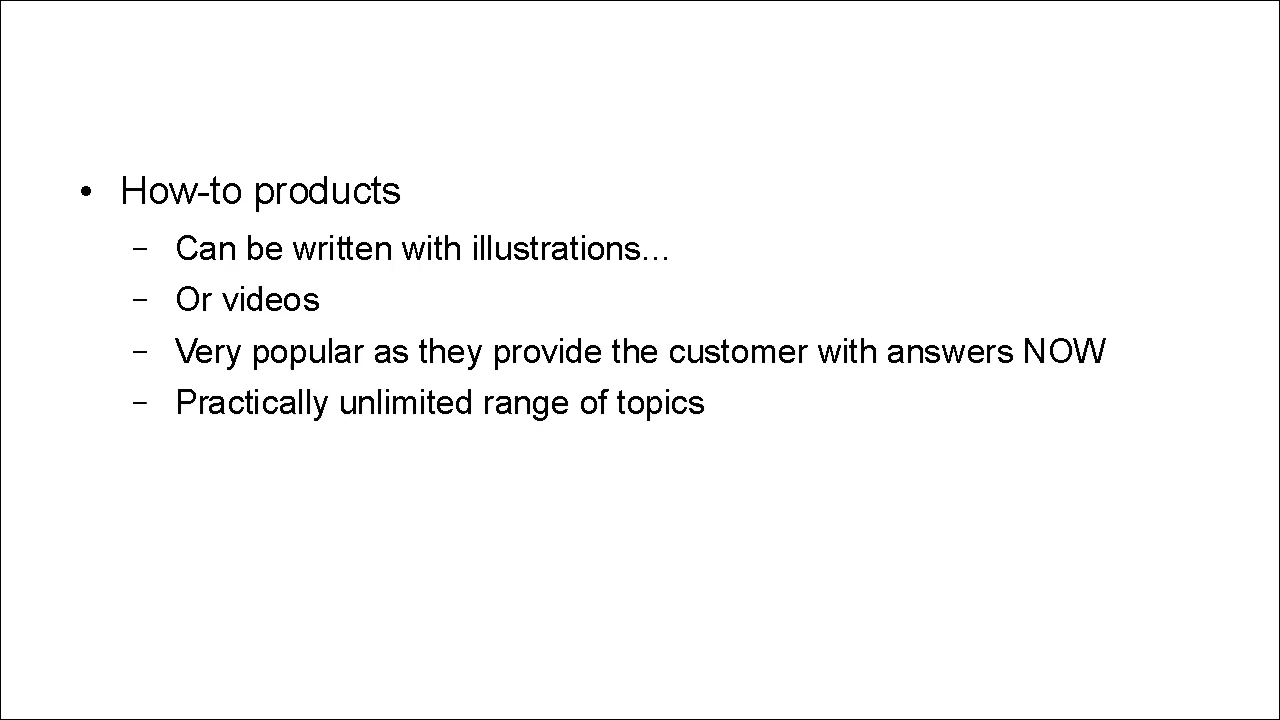 • How-to products
– Can be written with illustrations...
– Or videos
– Very popular as they provide the customer with answers NOW
– Practically unlimited range of topics